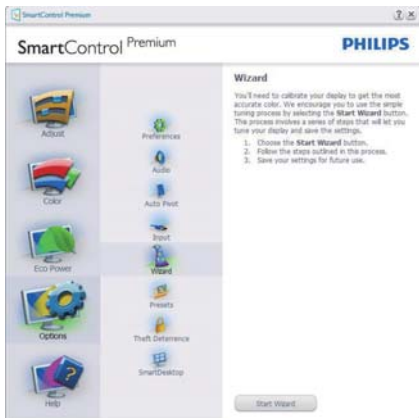 SmartControl Premium
SmartControl Premium
PHILIPS
Adjust
Color
Eco Power
Options
Help
Preferences
Audio
Auto Pivot
Input
Wizard
Presets
Theft Deterrence
SmartDesktop
Wizard
You'll need to calibrate your display to get the most
accurate color. We encourage you to use the simple
tuning process by selecting the Start Wizard button.
The process involves a series of steps that will let you
tune your display and save the settings.
1. Choose the Start Wizard button.
2. Follow the steps outlined in this process.
3. Save your settings for future use.
Start Wizard